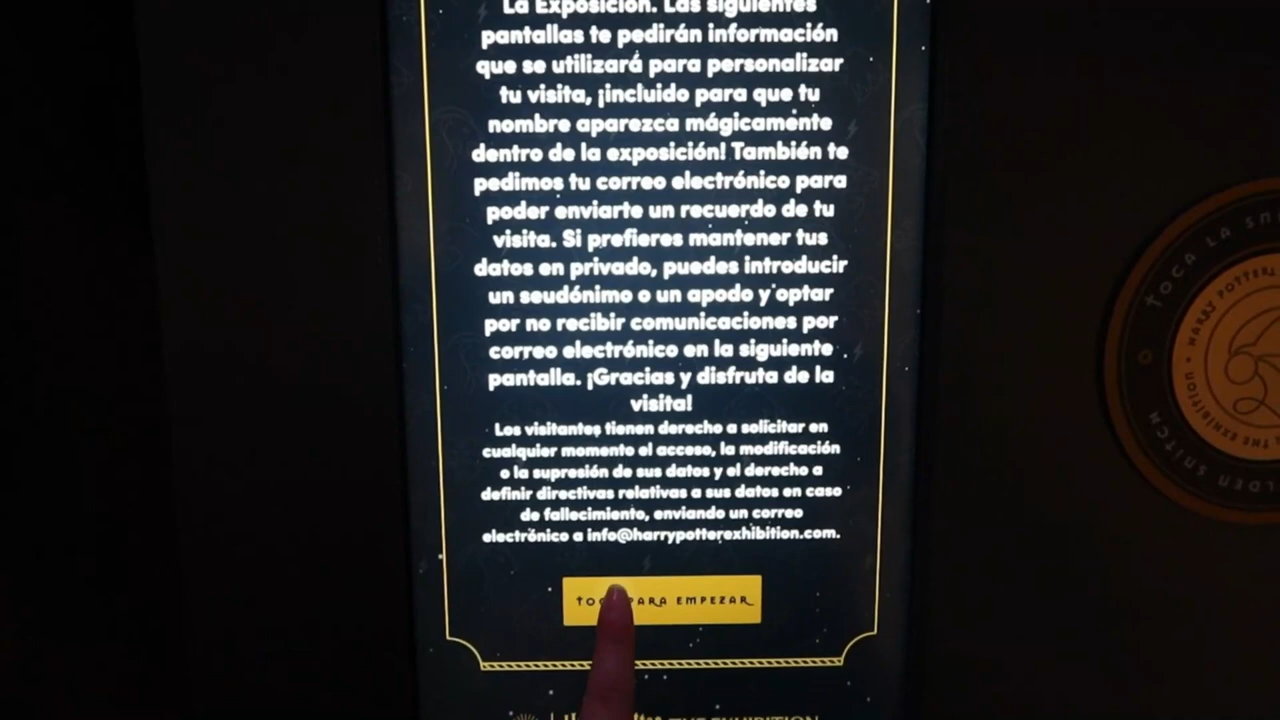 La Exposición. Las siguientes
pantallas te pedirán información
que se utilizará para personalizar
tu visita, ¡incluido para que tu
nombre aparezca mágicamente
dentro de la exposición! También te
pedimos tu correo electrónico para
poder enviarte un recuerdo de tu
visita. Si prefieres mantener tus
datos en privado, puedes introducir
un seudónimo o un apodo y optar
por no recibir comunicaciones por
correo electrónico en la siguiente
pantalla. ¡Gracias y disfruta de la
visita!
Los visitantes tienen derecho a solicitar en
cualquier momento el acceso, la modificación
o la supresión de sus datos y el derecho a
definir directivas relativas a sus datos en caso
de fallecimiento, enviando un correo
electrónico a info@harrypotterexhibition.com.
PARA EMPEZAR
THE EXHIBITION
TOCA LA
HARRY POTTER
THE EXHIBITION
SNITCH